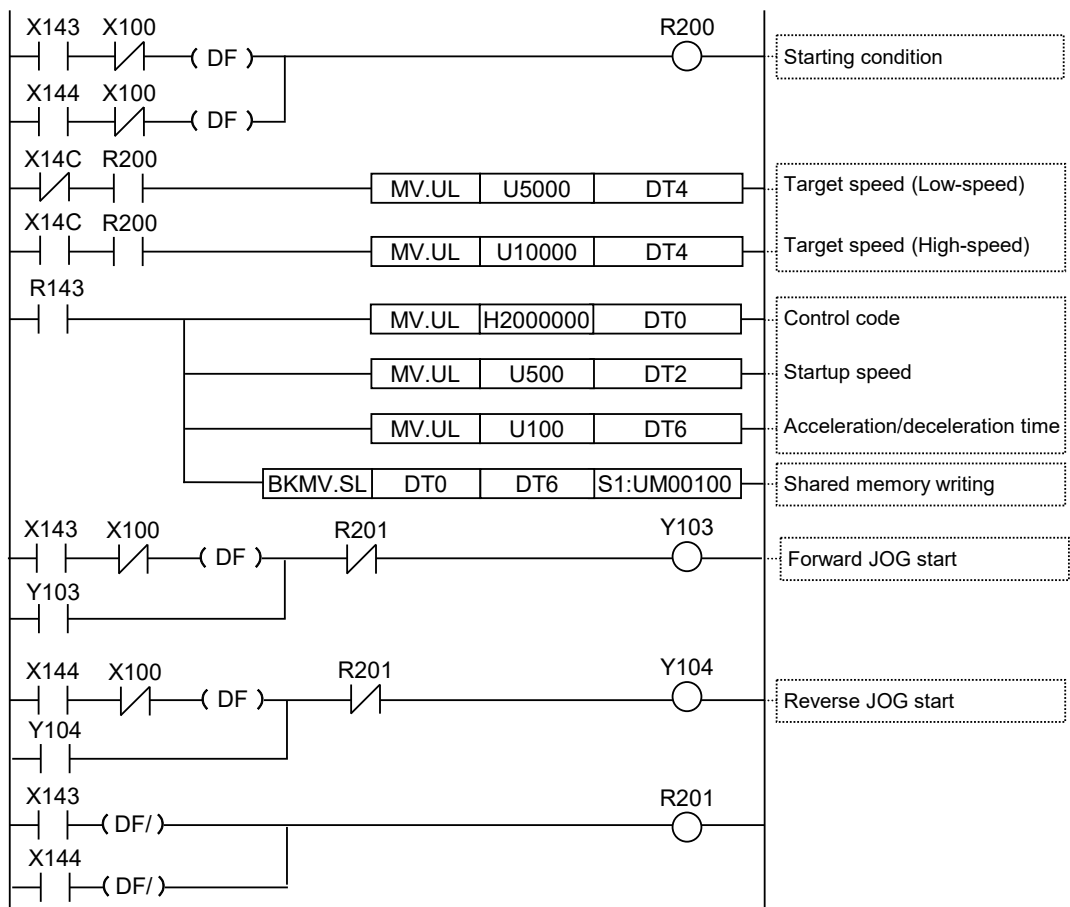 X143 X100 R200
( DF ) Starting condition
X144 X100
( DF )
X14C R200
MV.UL U5000 DT4 Target speed (Low-speed)
X14C R200
MV.UL U10000 DT4 Target speed (High-speed)
R143
MV.UL H2000000 DT0 Control code
MV.UL U500 DT2 Startup speed
MV.UL U100 DT6 Acceleration/deceleration time
BKMV.SL DT0 DT6 S1:UM00100 Shared memory writing
X143 X100 R201 Y103
( DF ) Forward JOG start
Y103
X144 X100 R201 Y104
( DF ) Reverse JOG start
Y104
X143 R201
( DF/ )
X144
( DF/ )